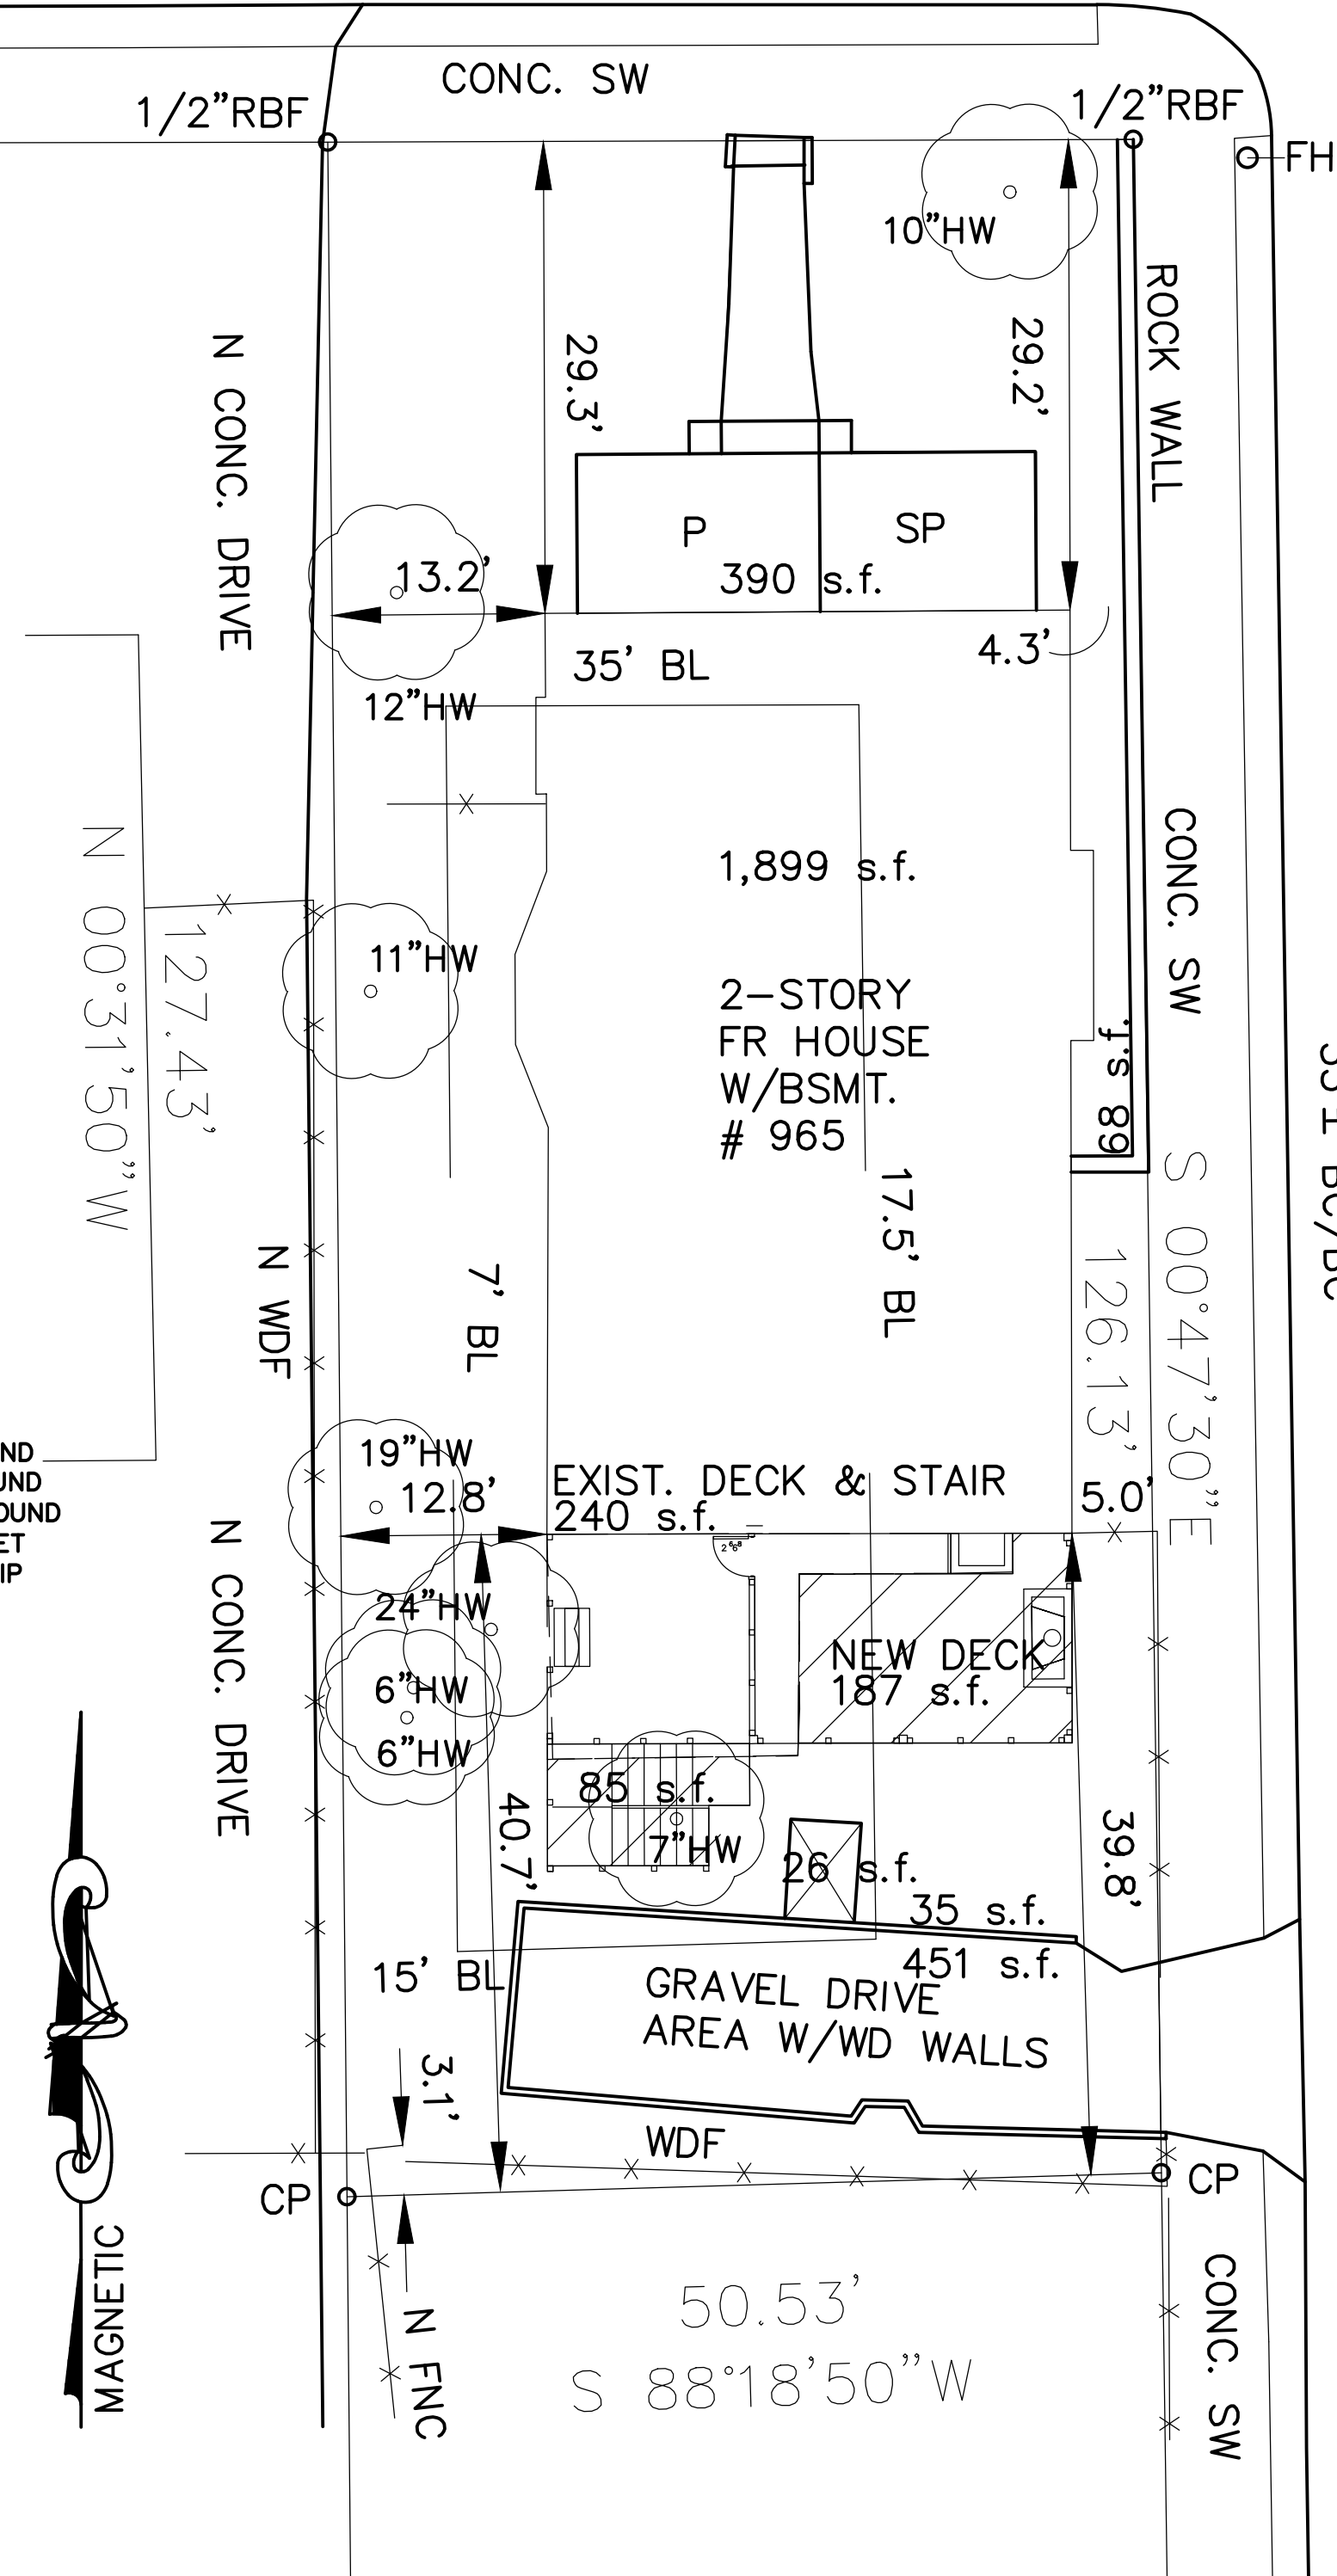 CONC. SW
1/2"RBF
1/2"RBF
FH
10"HW
ROCK WALL
N CONC. DRIVE
29.3'
29.2'
P
SP
13.2'
390 s.f.
4.3'
35' BL
12"HW
N 00°31'50"W
127.43'
CONC. SW
1,899 s.f.
11"HW
2-STORY
FR HOUSE
W/BSMT.
# 965
68 s.f.
S 00°47'30"E
126.13'
17.5' BL
N WDF
7' BL
19"HW
12.8'
EXIST. DECK & STAIR
240 s.f.
5.0'
ND
UND
OUND
ET
IP
N CONC. DRIVE
24"HW
NEW DECK
187 s.f.
6"HW
6"HW
85 s.f.
7"HW
40.7'
39.8'
26 s.f.
35 s.f.
451 s.f.
15' BL
GRAVEL DRIVE
AREA W/WD WALLS
3.1'
WDF
CP
CP
MAGNETIC
N FNC
CONC. SW
50.53'
S 88°18'50"W